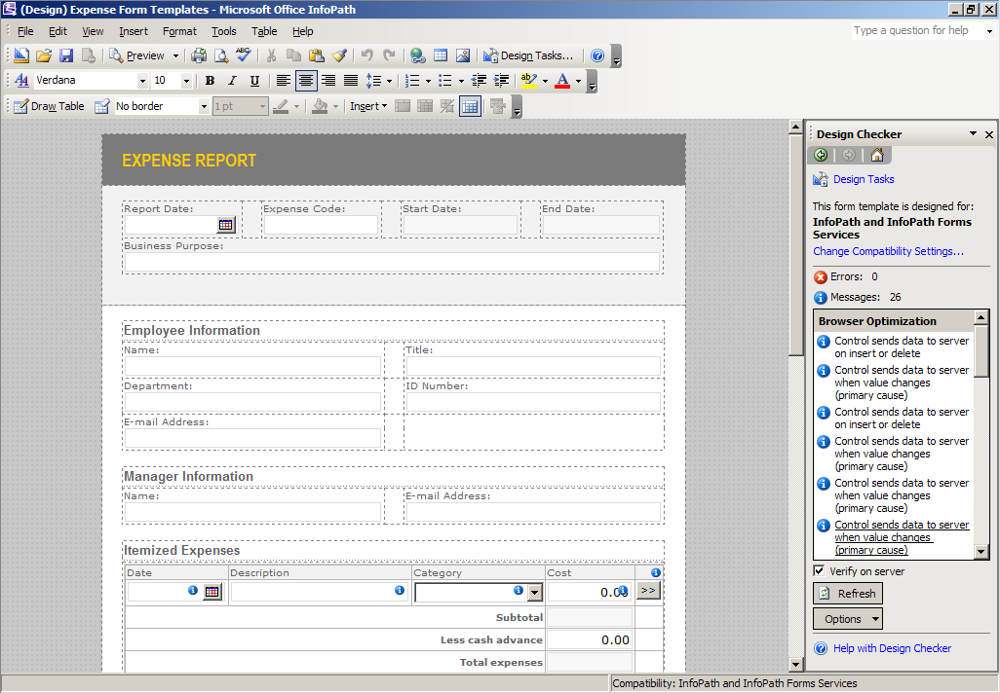 (Design) Expense Form Templates - Microsoft Office InfoPath
File Edit View Insert Format Tools Table Help
Type a question for help
Preview Design Tasks...
Verdana 10 B I U
Draw Table No border 1 pt Insert
EXPENSE REPORT
Report Date: Expense Code: Start Date: End Date:
Business Purpose:
Employee Information
Name: Title:
Department: ID Number:
E-mail Address:
Manager Information
Name: E-mail Address:
Itemized Expenses
Date Description Category Cost
0.00 >>
Subtotal
Less cash advance 0.00
Total expenses
Design Checker
Design Tasks
This form template is designed for:
InfoPath and InfoPath Forms
Services
Change Compatibility Settings...
Errors: 0
Messages: 26
Browser Optimization
Control sends data to server
on insert or delete
Control sends data to server
when value changes
(primary cause)
Control sends data to server
on insert or delete
Control sends data to server
when value changes
(primary cause)
Control sends data to server
when value changes
(primary cause)
Control sends data to server
when value changes
(primary cause)
Verify on server
Refresh
Options
Help with Design Checker
Compatibility: InfoPath and InfoPath Forms Services